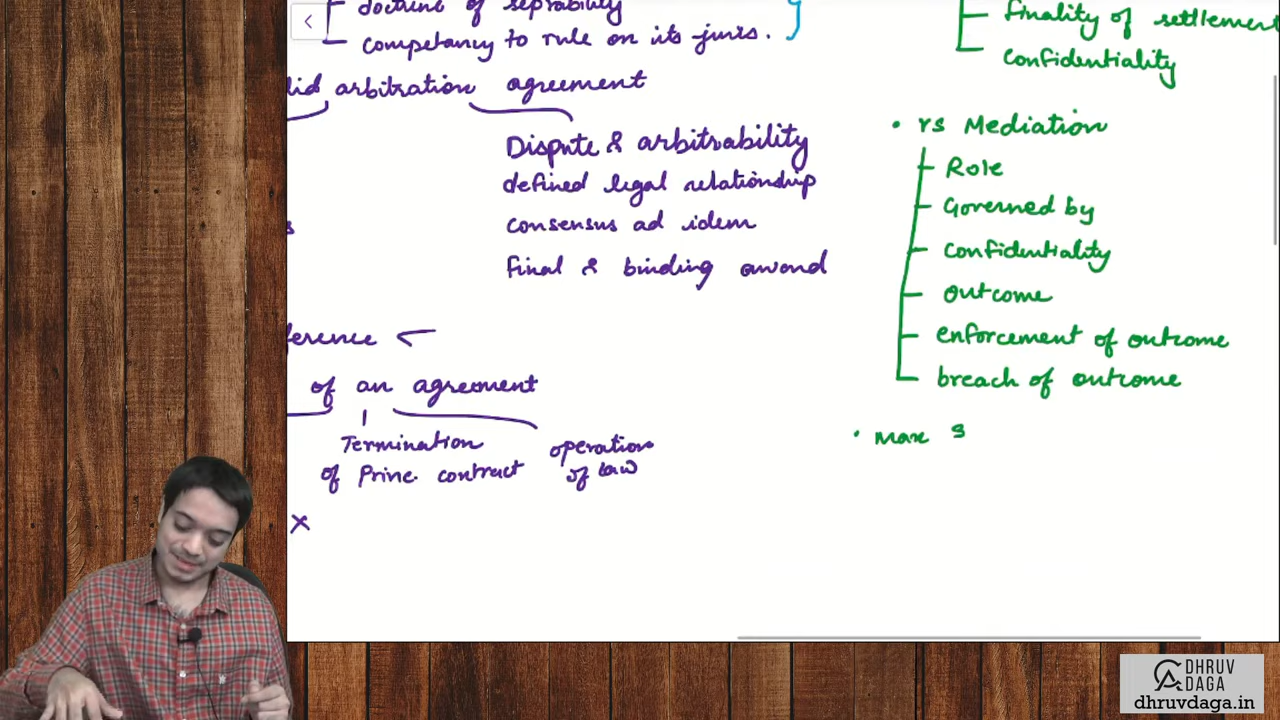 doctrine of seprability
competancy to rule on its juris.
lid arbitration agreement
Dispute & arbitrability
defined legal relationship
consensus ad idem
final & binding award
s
ference
of an agreement
Termination
of Princ. contract
operation
of law
x
finality of settlement
confidentiality
• vs Mediation
Role
Governed by
confidentiality
outcome
enforcement of outcome
breach of outcome
• max s
DHRUV
DAGA
dhruvdaga.in